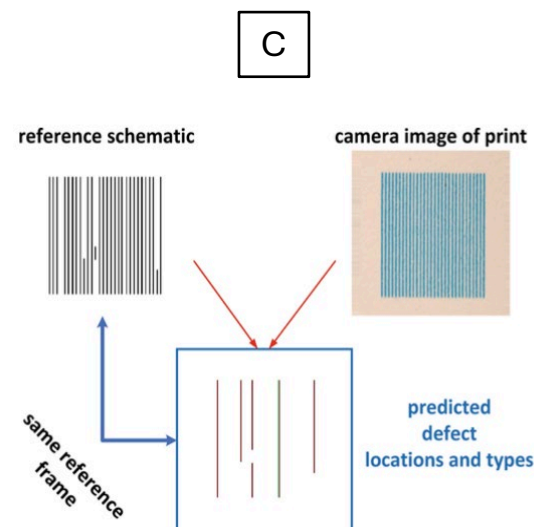 C
reference schematic
camera image of print
same reference
frame
predicted
defect
locations and types